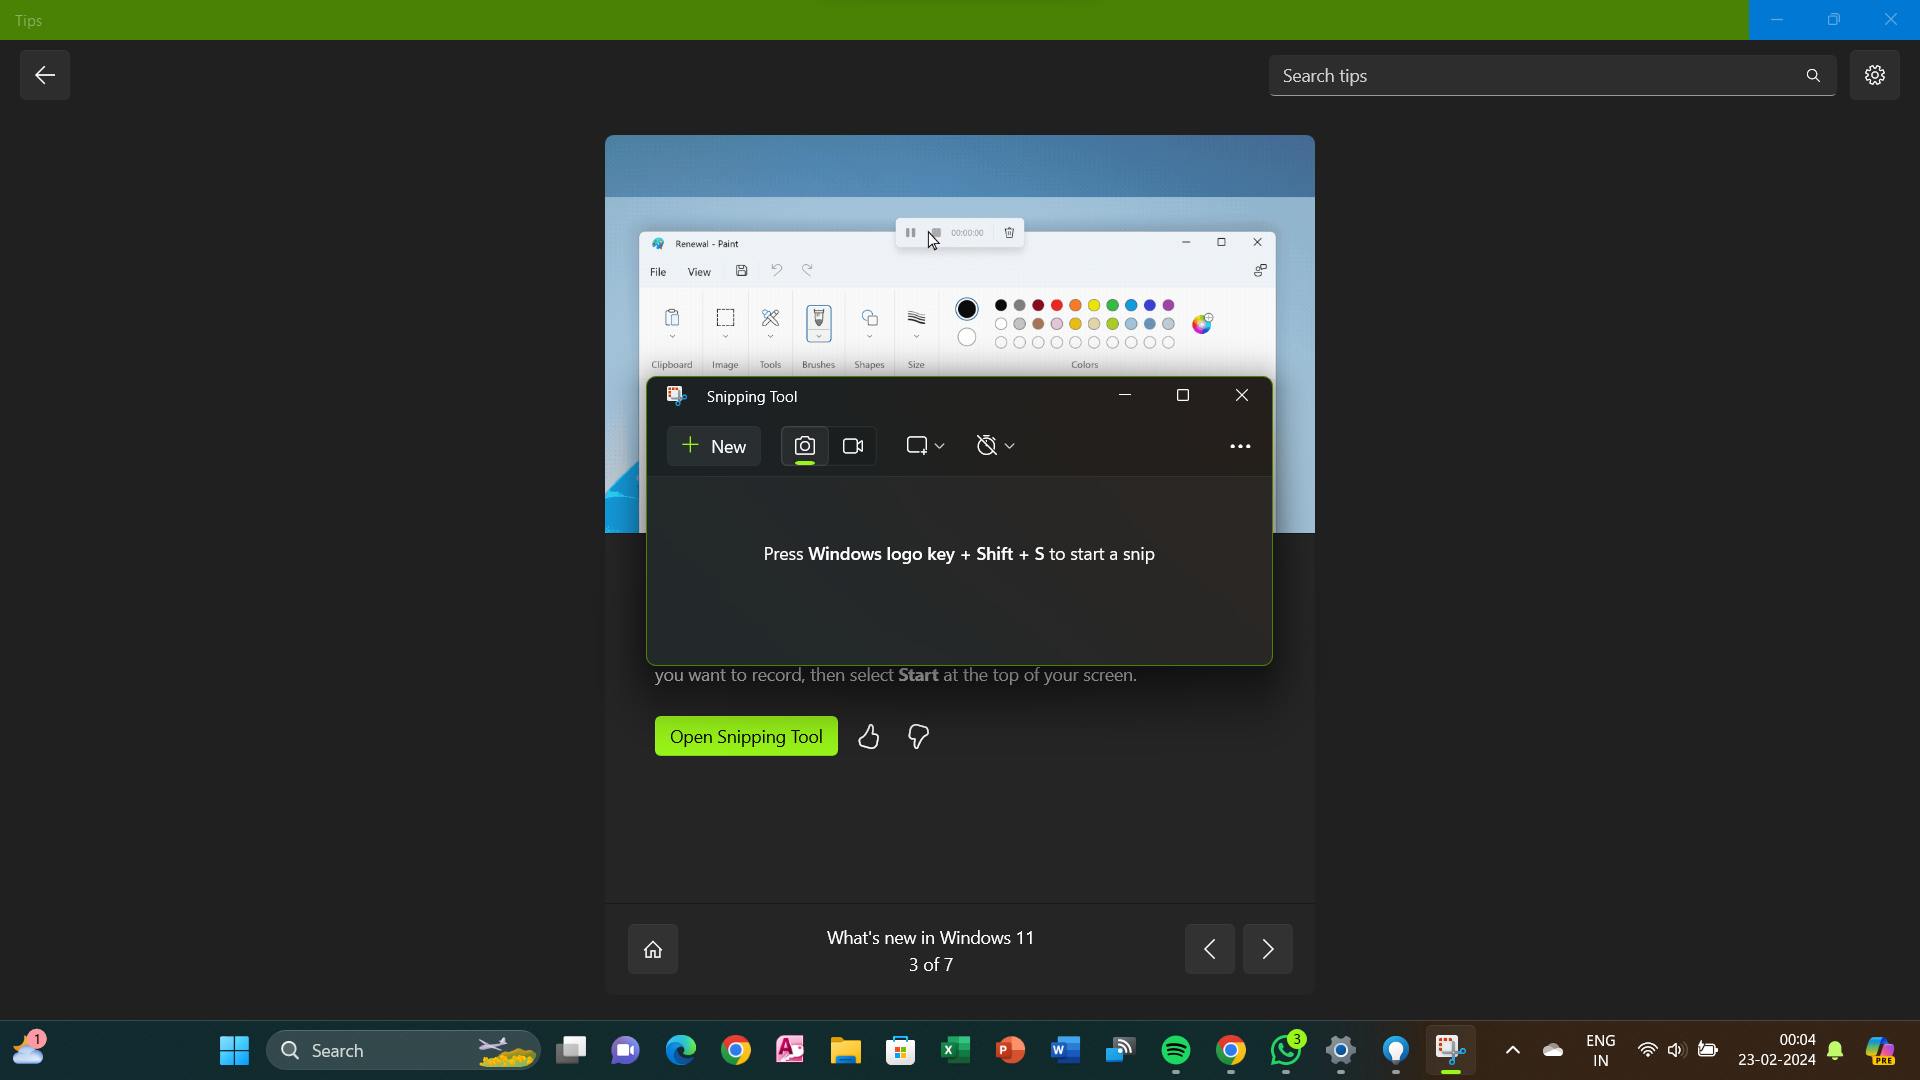 Tips
Search tips
Renewal - Paint
00:00:00
File View
Clipboard Image Tools Brushes Shapes Size Colors
Snipping Tool
New
Press Windows logo key + Shift + S to start a snip
you want to record, then select Start at the top of your screen.
Open Snipping Tool
What's new in Windows 11
3 of 7
1
Search
3
ENG
IN
00:04
23-02-2024
PRE